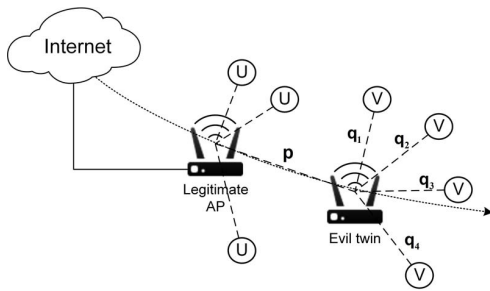 Internet
U
U
V
V
q1
q2
p
q3
V
Legitimate
AP
Evil twin
q4
U
V